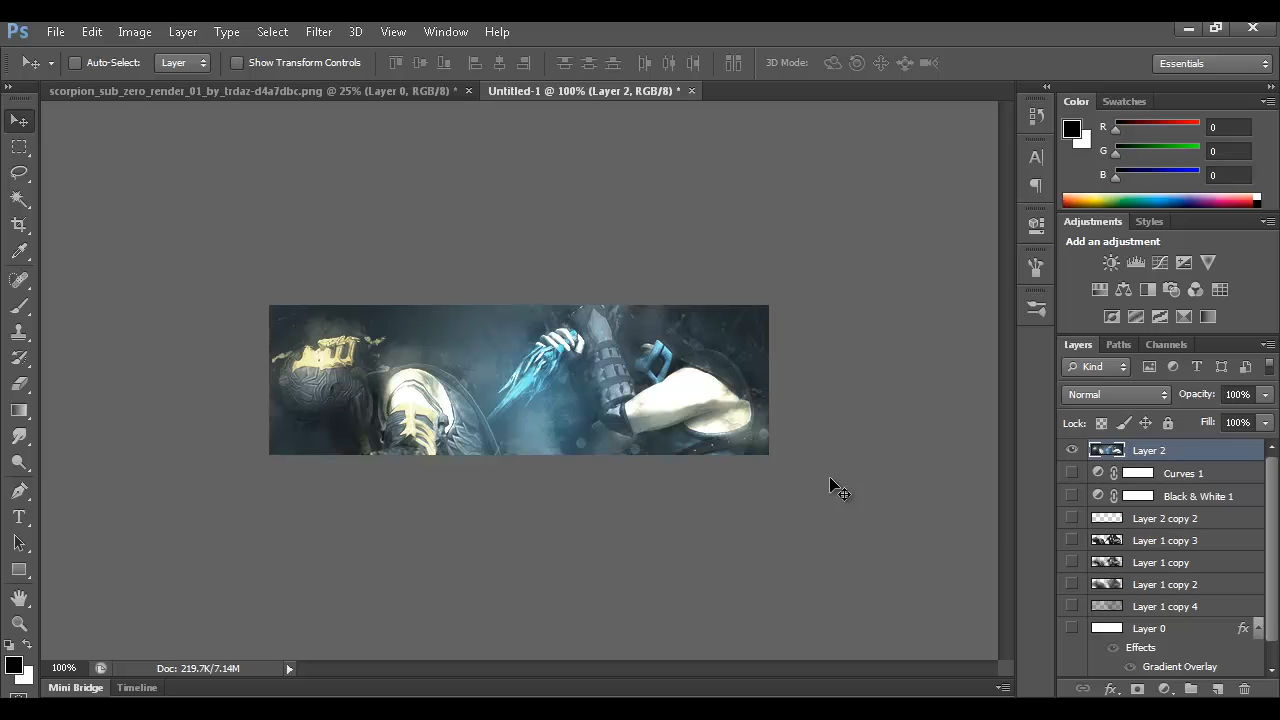 Ps File Edit Image Layer Type Select Filter 3D View Window Help
Auto-Select: Layer Show Transform Controls 3D Mode: Essentials
scorpion_sub_zero_render_01_by_trdaz-d4a7dbc.png @ 25% (Layer 0, RGB/8) * × Untitled-1 @ 100% (Layer 2, RGB/8) * ×
Color Swatches
R 0
G 0
B 0
Adjustments Styles
Add an adjustment
Layers Paths Channels
Kind
Normal Opacity: 100%
Lock: Fill: 100%
Layer 2
Curves 1
Black & White 1
Layer 2 copy 2
Layer 1 copy 3
Layer 1 copy
Layer 1 copy 2
Layer 1 copy 4
Layer 0 fx
Effects
Gradient Overlay
100% Doc: 219.7K/7.14M
Mini Bridge Timeline